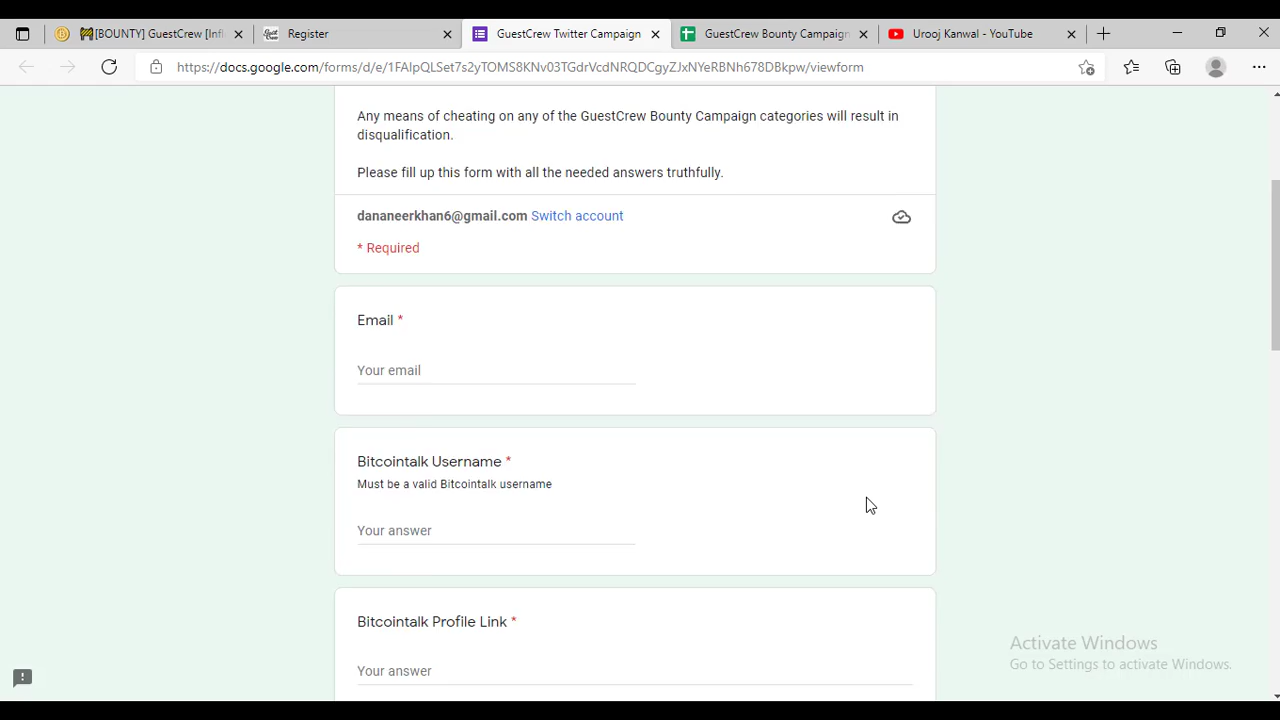 [BOUNTY] GuestCrew [Infl
Register
GuestCrew Twitter Campaign
GuestCrew Bounty Campaign
Urooj Kanwal - YouTube
https://docs.google.com/forms/d/e/1FAIpQLSet7s2yTOMS8KNv03TGdrVcdNRQDCgyZJxNYeRBNh678DBkpw/viewform
Any means of cheating on any of the GuestCrew Bounty Campaign categories will result in
disqualification.
Please fill up this form with all the needed answers truthfully.
dananeerkhan6@gmail.com Switch account
* Required
Email *
Your email
Bitcointalk Username *
Must be a valid Bitcointalk username
Your answer
Bitcointalk Profile Link *
Your answer
Activate Windows
Go to Settings to activate Windows.